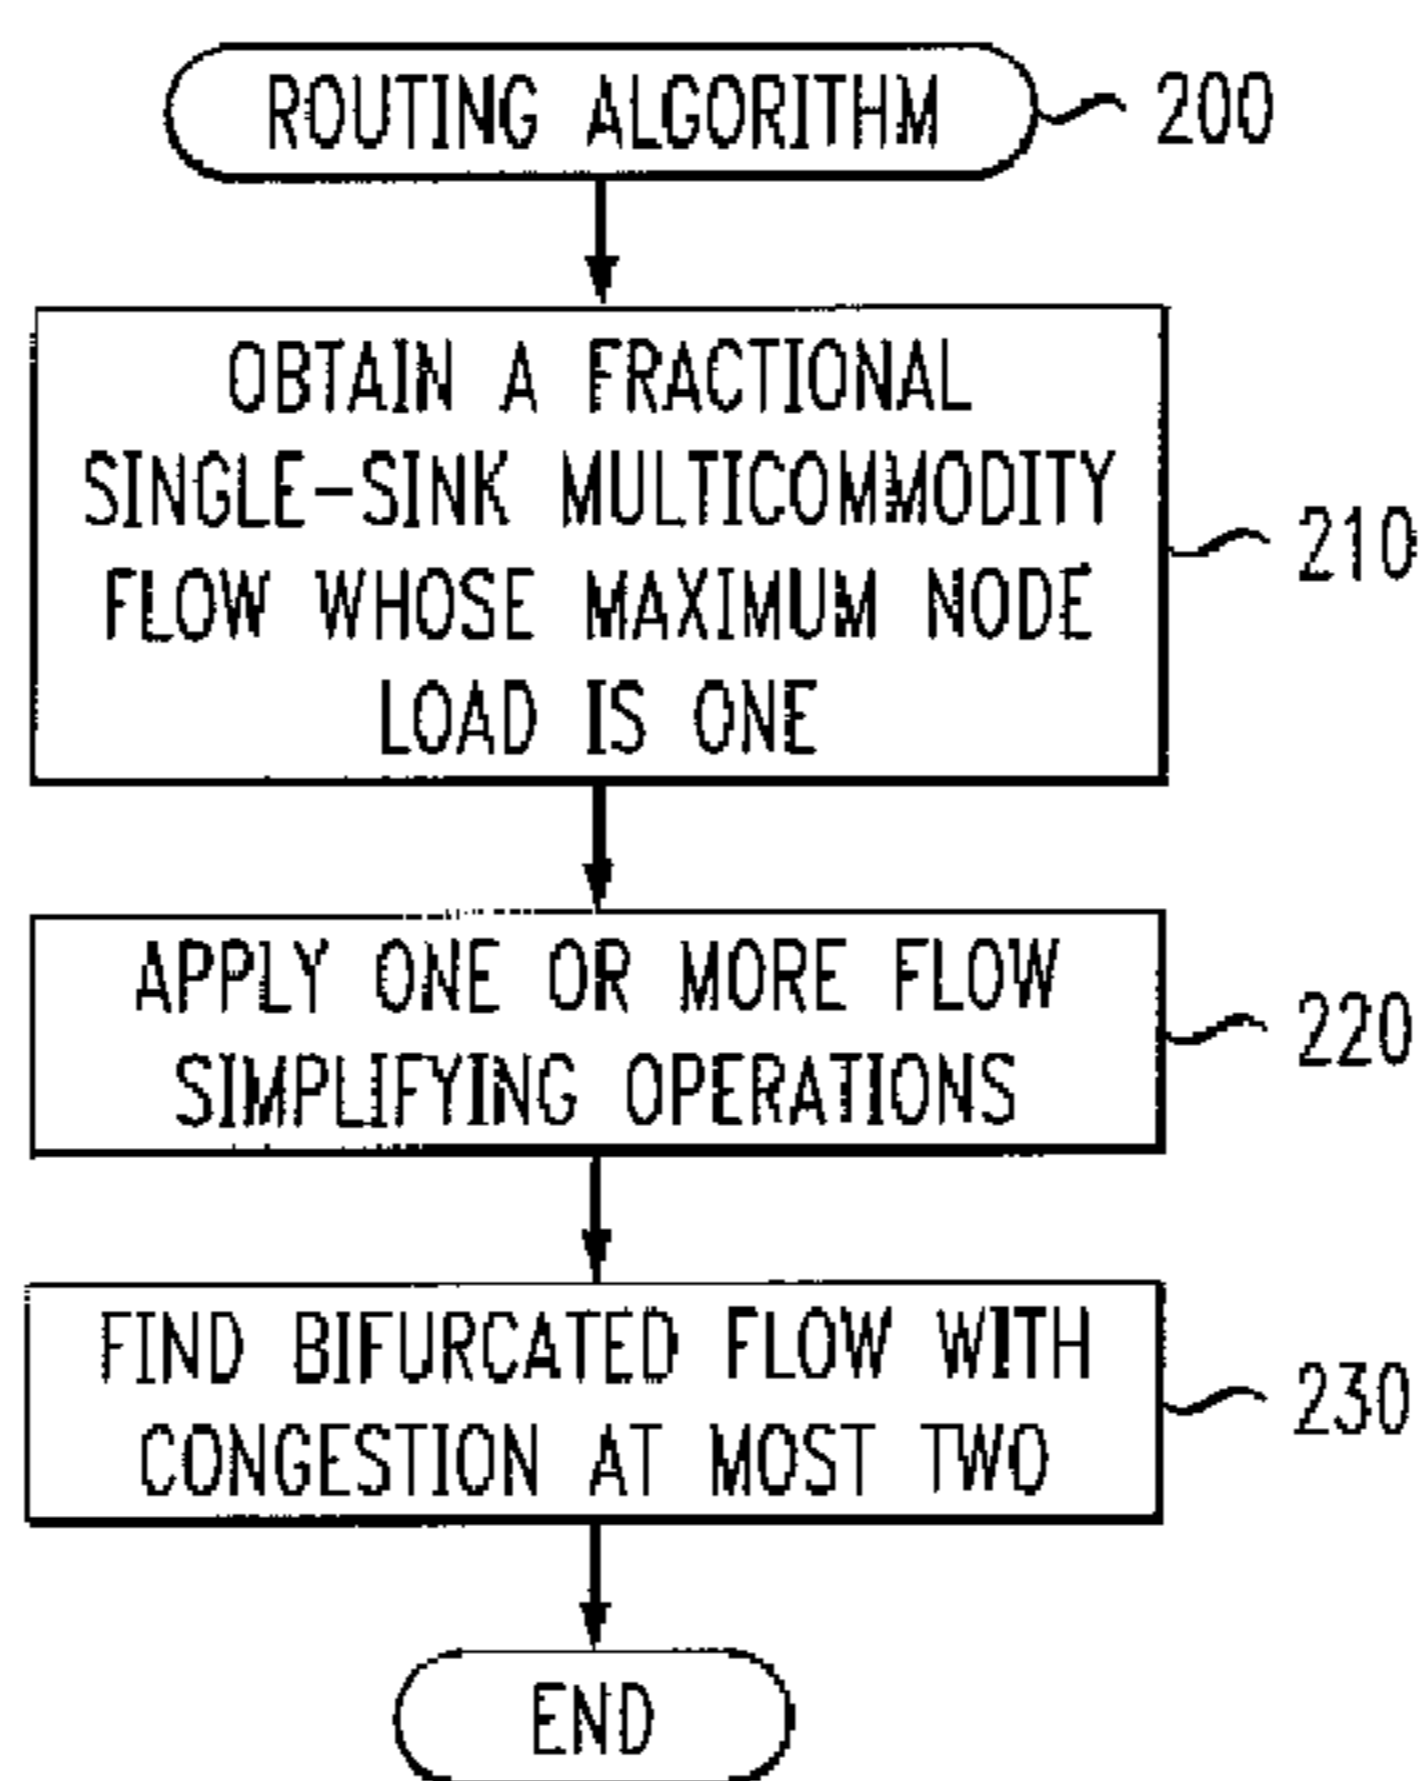 ROUTING ALGORITHM
200
OBTAIN A FRACTIONAL
SINGLE-SINK MULTICOMMODITY
FLOW WHOSE MAXIMUM NODE
LOAD IS ONE
210
APPLY ONE OR MORE FLOW
SIMPLIFYING OPERATIONS
220
FIND BIFURCATED FLOW WITH
CONGESTION AT MOST TWO
230
END